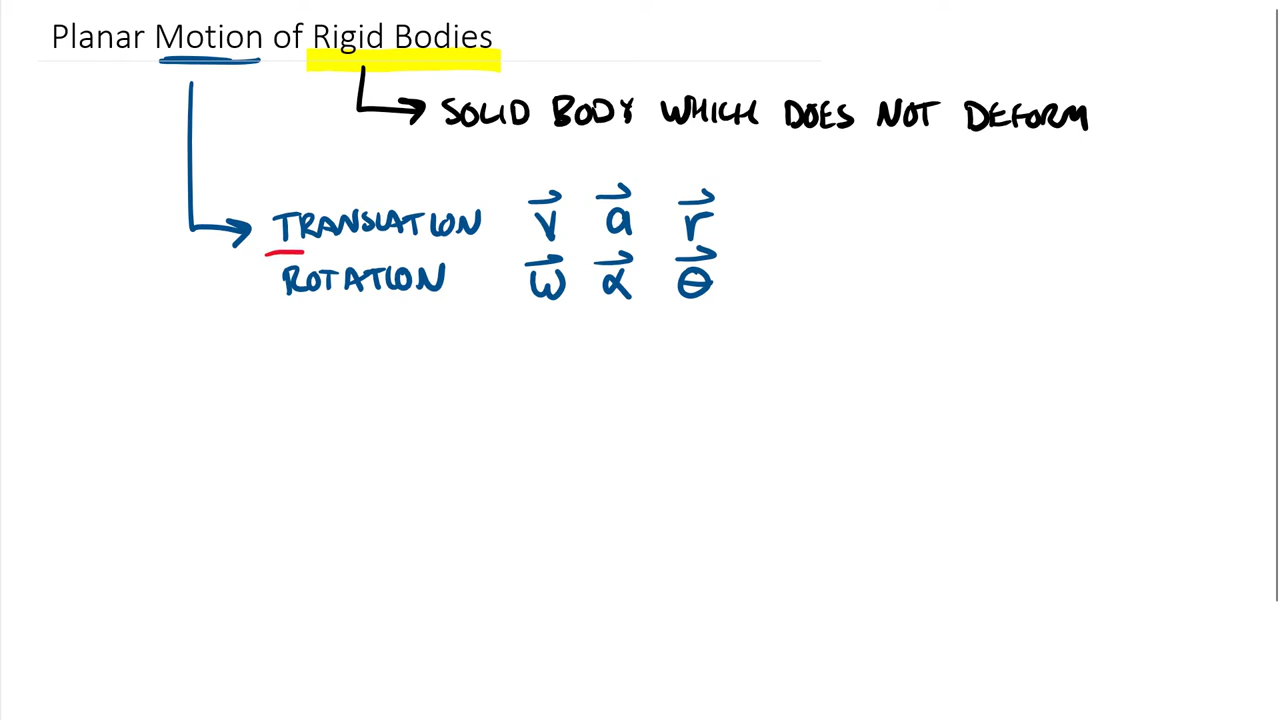 Planar Motion of Rigid Bodies
SOLID BODY WHICH DOES NOT DEFORM
TRANSLATION v⃗ a⃗ r⃗
ROTATION ω⃗ α⃗ θ⃗